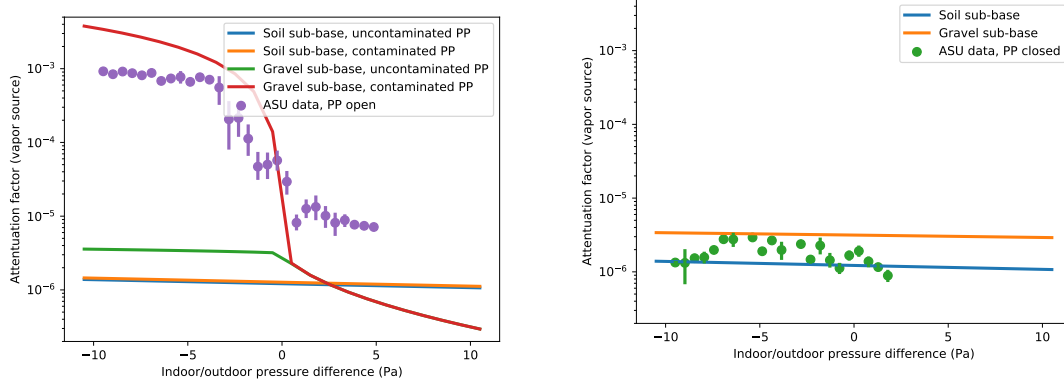 Attentuation factor (vapor source)
10⁻³
10⁻⁴
10⁻⁵
10⁻⁶
Soil sub-base, uncontaminated PP
Soil sub-base, contaminated PP
Gravel sub-base, uncontaminated PP
Gravel sub-base, contaminated PP
ASU data, PP open
−10
−5
0
5
10
Indoor/outdoor pressure difference (Pa)
Attentuation factor (vapor source)
10⁻³
10⁻⁴
10⁻⁵
10⁻⁶
Soil sub-base
Gravel sub-base
ASU data, PP closed
−10
−5
0
5
10
Indoor/outdoor pressure difference (Pa)